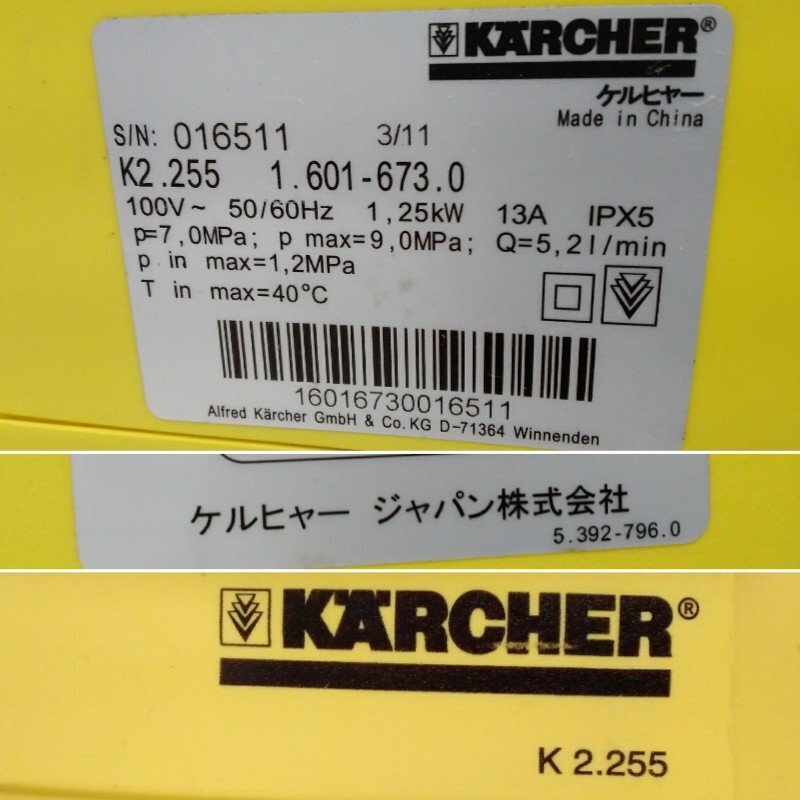 KÄRCHER®
ケルヒャー
Made in China
S/N: 016511 3/11
K2.255 1.601-673.0
100V~ 50/60Hz 1,25kW 13A IPX5
p=7,0MPa; p max=9,0MPa; Q=5,2l/min
p in max=1,2MPa
T in max=40°C
16016730016511
Alfred Kärcher GmbH & Co.KG D-71364 Winnenden
ケルヒャー ジャパン株式会社
5.392-796.0
KÄRCHER®
K 2.255